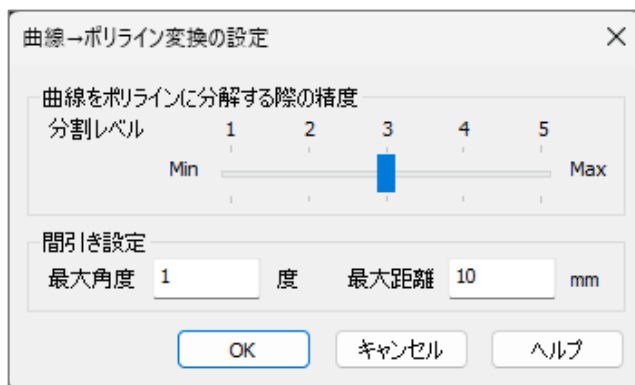 曲線→ポリライン変換の設定
曲線をポリラインに分解する際の精度
分割レベル 1 2 3 4 5
Min Max
間引き設定
最大角度 1 度 最大距離 10 mm
OK キャンセル ヘルプ